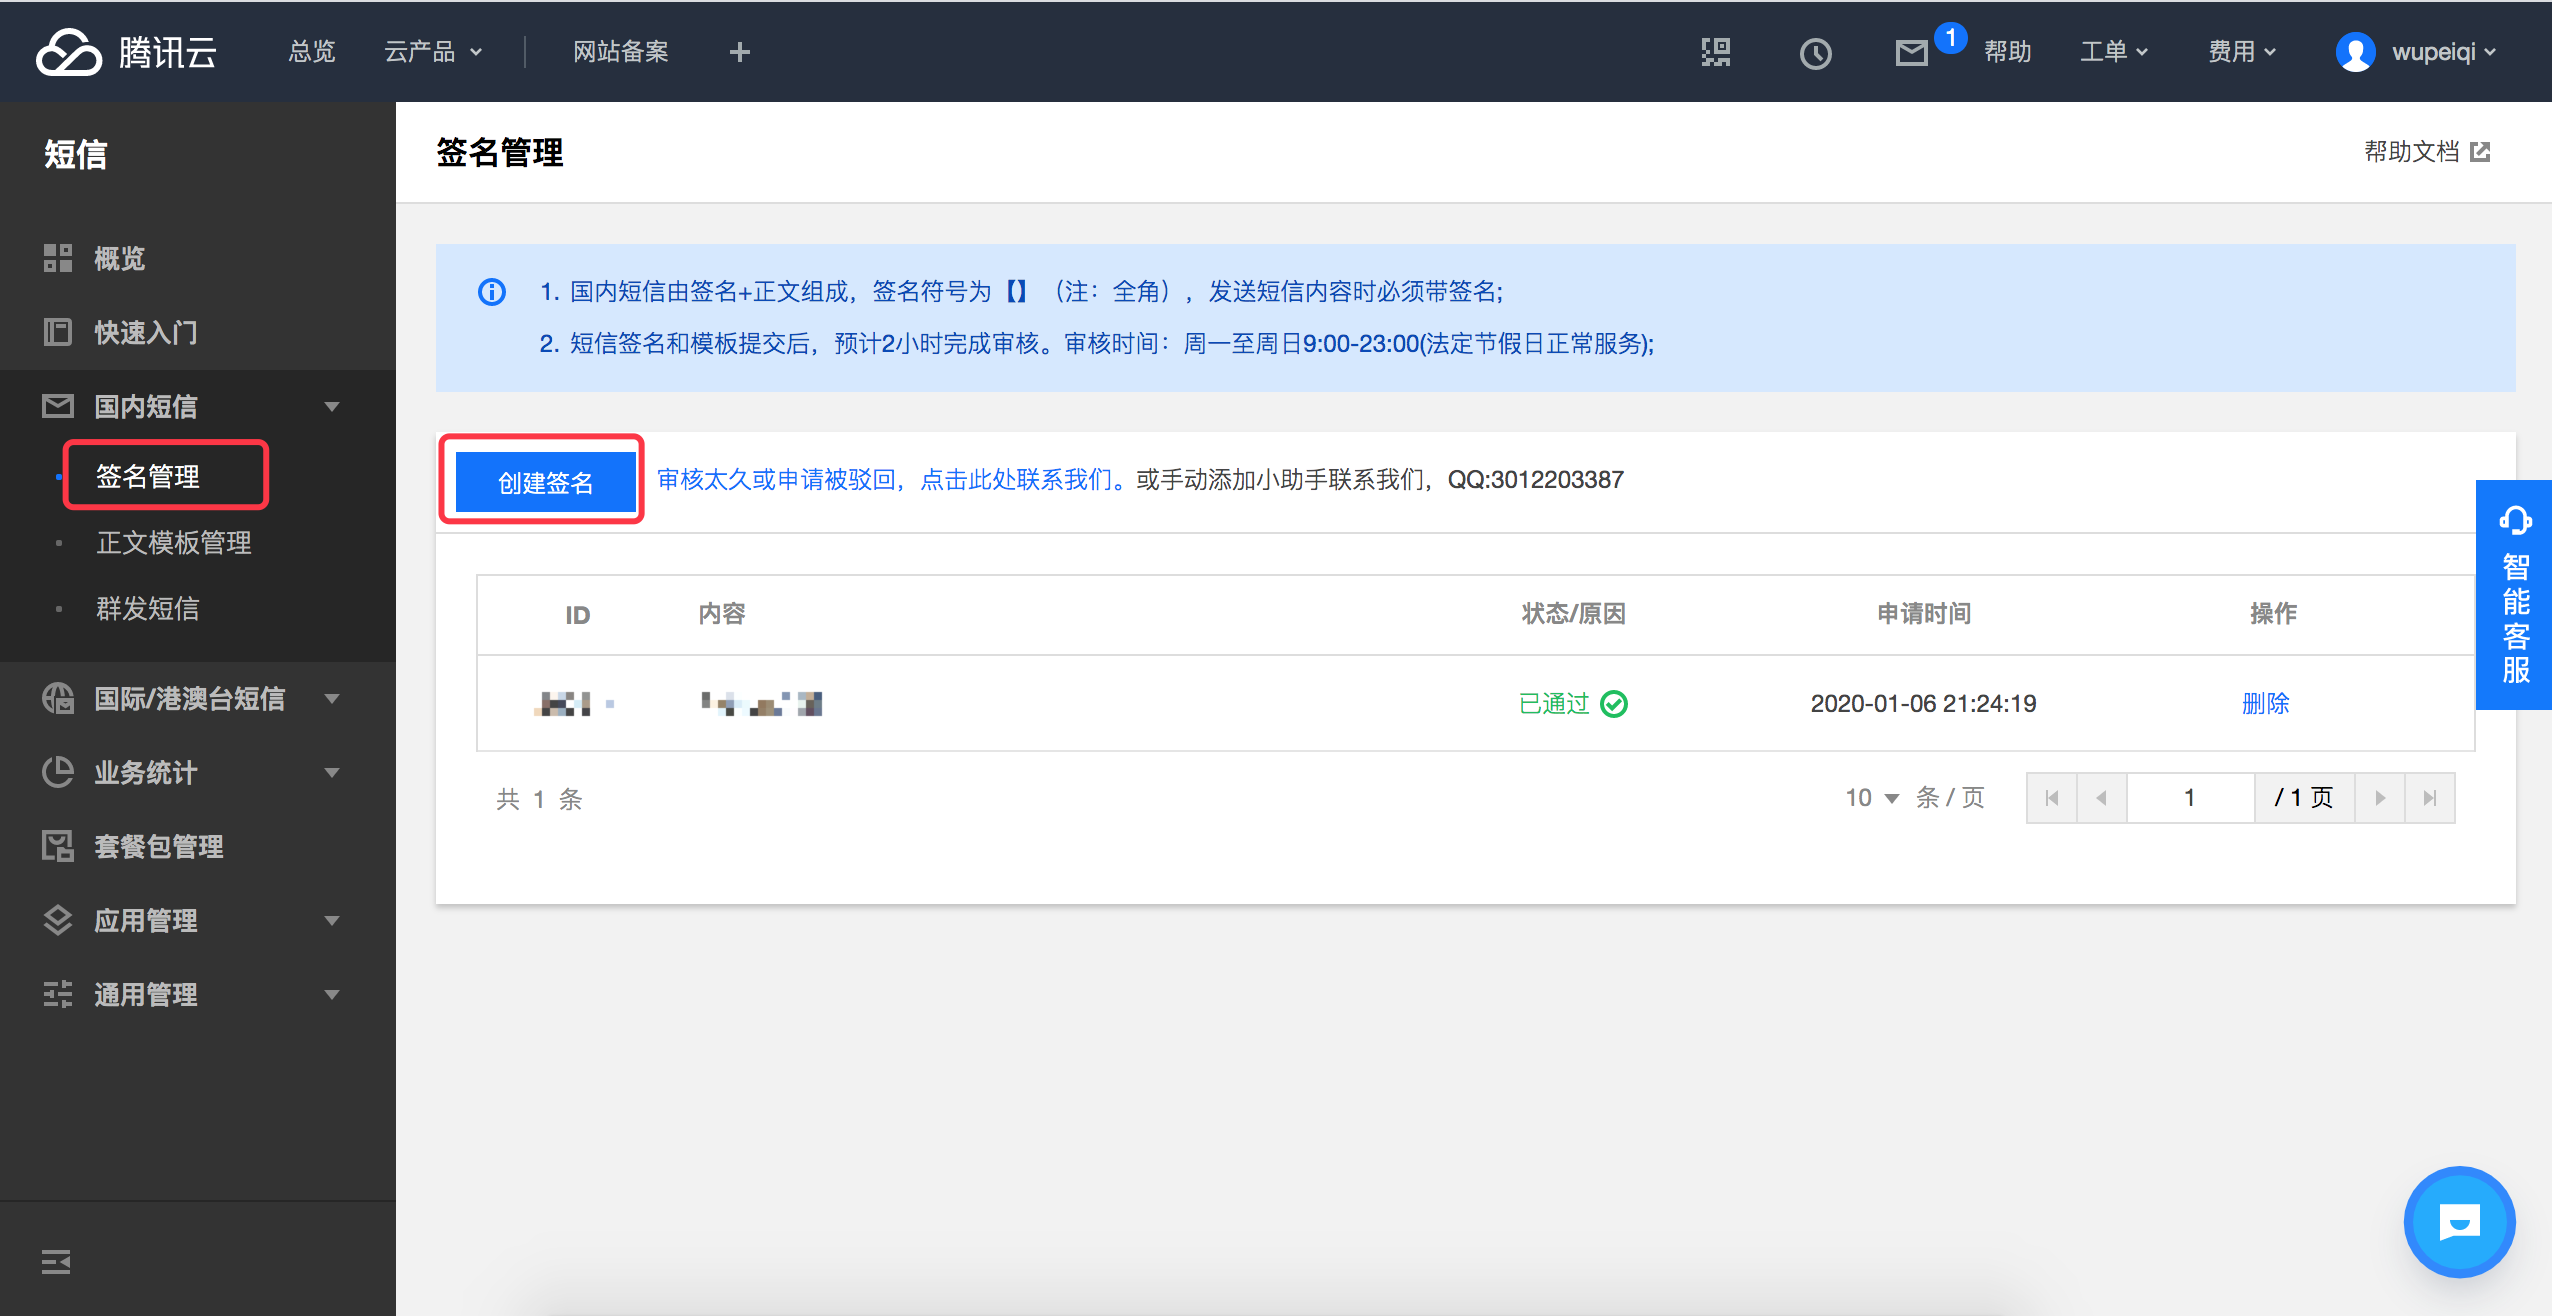 腾讯云 总览 云产品 网站备案 1 帮助 工单 费用 wupeiqi
短信
概览
快速入门
国内短信
签名管理
正文模板管理
群发短信
国际/港澳台短信
业务统计
套餐包管理
应用管理
通用管理
签名管理 帮助文档
1. 国内短信由签名+正文组成，签名符号为【】（注：全角），发送短信内容时必须带签名;
2. 短信签名和模板提交后，预计2小时完成审核。审核时间：周一至周日9:00-23:00(法定节假日正常服务);
创建签名 审核太久或申请被驳回，点击此处联系我们。或手动添加小助手联系我们，QQ:3012203387
ID 内容 状态/原因 申请时间 操作
已通过 2020-01-06 21:24:19 删除
共 1 条 10 条 / 页 1 / 1 页
智能客服